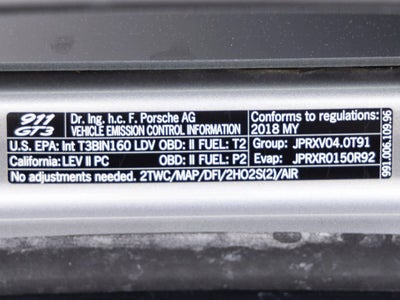 911 GT3
Dr. Ing. h.c. F. Porsche AG
VEHICLE EMISSION CONTROL INFORMATION
Conforms to regulations:
2018 MY
U.S. EPA: Int T3BIN160 LDV OBD: II FUEL: T2
Group: JPRXV04.0T91
California: LEV II PC OBD: II FUEL: P2
Evap: JPRXR0150R92
No adjustments needed. 2TWC/MAP/DFI/2HO2S(2)/AIR
991.006.109.96